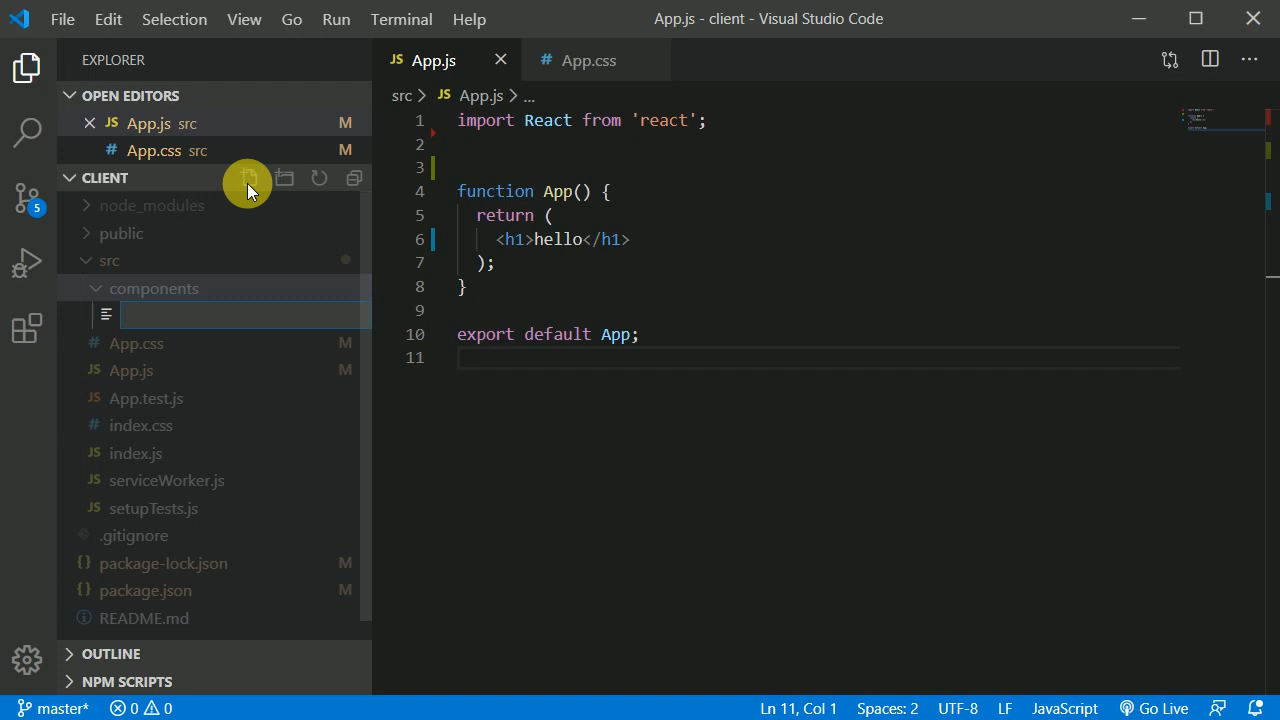 File Edit Selection View Go Run Terminal Help App.js - client - Visual Studio Code
EXPLORER
OPEN EDITORS
JS App.js src M
# App.css src M
CLIENT
node_modules
public
src
components
# App.css M
JS App.js M
JS App.test.js
# index.css
JS index.js
JS serviceWorker.js
JS setupTests.js
.gitignore
{} package-lock.json M
{} package.json M
README.md
OUTLINE
NPM SCRIPTS
5
JS App.js # App.css
src > JS App.js > ...
1 import React from 'react';
2
3
4 function App() {
5 return (
6 <h1>hello</h1>
7 );
8 }
9
10 export default App;
11
master* 0 0 Ln 11, Col 1 Spaces: 2 UTF-8 LF JavaScript Go Live